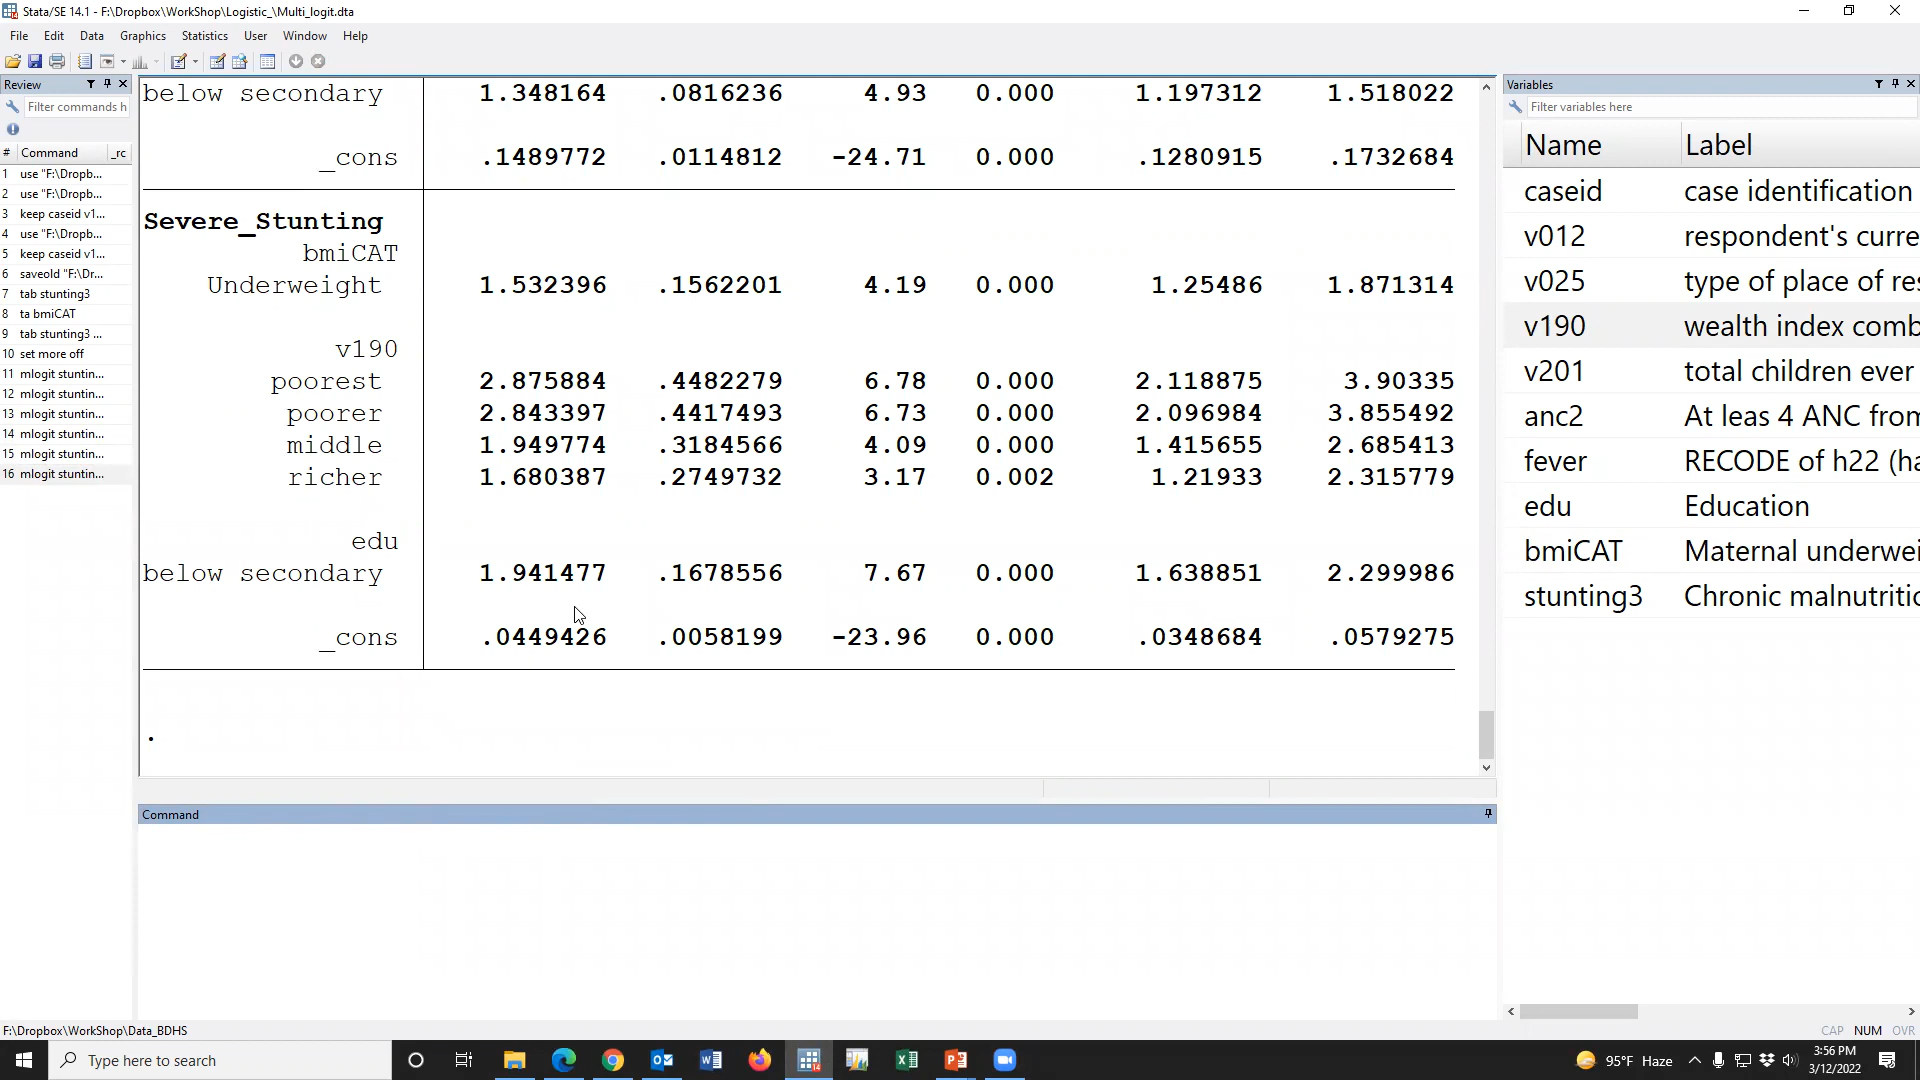 Stata/SE 14.1 - F:\Dropbox\WorkShop\Logistic_\Multi_logit.dta
File Edit Data Graphics Statistics User Window Help
Review
Filter commands h
# Command _rc
1 use "F:\Dropb...
2 use "F:\Dropb...
3 keep caseid v1...
4 use "F:\Dropb...
5 keep caseid v1...
6 saveold "F:\Dr...
7 tab stunting3
8 ta bmiCAT
9 tab stunting3 ...
10 set more off
11 mlogit stuntin...
12 mlogit stuntin...
13 mlogit stuntin...
14 mlogit stuntin...
15 mlogit stuntin...
16 mlogit stuntin...
below secondary 1.348164 .0816236 4.93 0.000 1.197312 1.518022
_cons .1489772 .0114812 -24.71 0.000 .1280915 .1732684
Severe_Stunting
bmiCAT
Underweight 1.532396 .1562201 4.19 0.000 1.25486 1.871314
v190
poorest 2.875884 .4482279 6.78 0.000 2.118875 3.90335
poorer 2.843397 .4417493 6.73 0.000 2.096984 3.855492
middle 1.949774 .3184566 4.09 0.000 1.415655 2.685413
richer 1.680387 .2749732 3.17 0.002 1.21933 2.315779
edu
below secondary 1.941477 .1678556 7.67 0.000 1.638851 2.299986
_cons .0449426 .0058199 -23.96 0.000 .0348684 .0579275
.
Command
Variables
Filter variables here
Name Label
caseid case identification
v012 respondent's curre
v025 type of place of res
v190 wealth index comb
v201 total children ever
anc2 At leas 4 ANC from
fever RECODE of h22 (ha
edu Education
bmiCAT Maternal underwei
stunting3 Chronic malnutritio
F:\Dropbox\WorkShop\Data_BDHS
CAP NUM OVR
Type here to search
14
95°F Haze
3:56 PM
3/12/2022